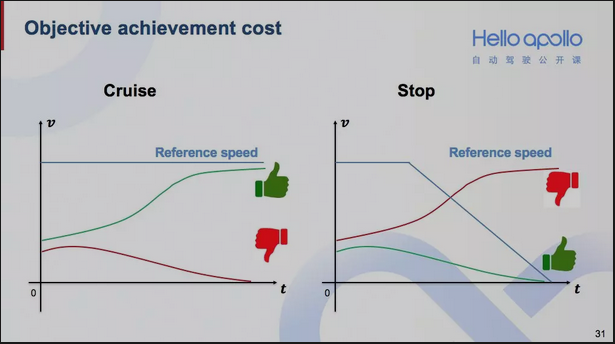 Objective achievement cost
Hello apollo
自动驾驶公开课
Cruise
Stop
v
Reference speed
0
t
v
Reference speed
0
t
31